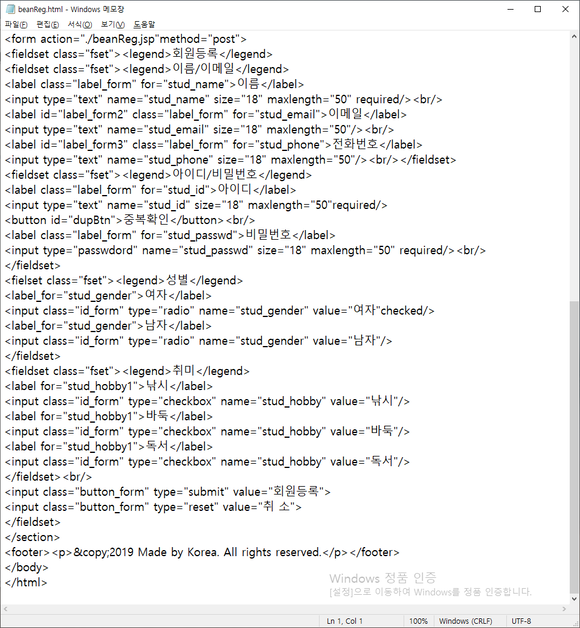 beanReg.html - Windows 메모장
파일(F) 편집(E) 서식(O) 보기(V) 도움말
<form action="./beanReg.jsp"method="post">
<fieldset class="fset"><legend>회원등록</legend>
<fieldset class="fset"><legend>이름/이메일</legend>
<label class="label_form" for="stud_name">이름</label>
<input type="text" name="stud_name" size="18" maxlength="50" required/><br/>
<label id="label_form2" class="label_form" for="stud_email">이메일</label>
<input type="text" name="stud_email" size="18" maxlength="50"/><br/>
<label id="label_form3" class="label_form" for="stud_phone">전화번호</label>
<input type="text" name="stud_phone" size="18" maxlength="50"/><br/></fieldset>
<fieldset class="fset"><legend>아이디/비밀번호</legend>
<label class="label_form" for="stud_id">아이디</label>
<input type="text" name="stud_id" size="18" maxlength="50"required/>
<button id="dupBtn">중복확인</button><br/>
<label class="label_form" for="stud_passwd">비밀번호</label>
<input type="passwdord" name="stud_passwd" size="18" maxlength="50" required/><br/>
</fieldset>
<fielset class="fset"><legend>성별</legend>
<label_for="stud_gender">여자</label>
<input class="id_form" type="radio" name="stud_gender" value="여자"checked/>
<label_for="stud_gender">남자</label>
<input class="id_form" type="radio" name="stud_gender" value="남자"/>
</fieldset>
<fieldset class="fset"><legend>취미</legend>
<label for="stud_hobby1">낚시</label>
<input class="id_form" type="checkbox" name="stud_hobby" value="낚시"/>
<label for="stud_hobby1">바둑</label>
<input class="id_form" type="checkbox" name="stud_hobby" value="바둑"/>
<label for="stud_hobby1">독서</label>
<input class="id_form" type="checkbox" name="stud_hobby" value="독서"/>
</fieldset><br/>
<input class="button_form" type="submit" value="회원등록">
<input class="button_form" type="reset" value="취 소">
</fieldset>
</section>
<footer><p>&copy;2019 Made by Korea. All rights reserved.</p></footer>
</body>
</html>
Windows 정품 인증
[설정]으로 이동하여 Windows를 정품 인증합니다.
Ln 1, Col 1 100% Windows (CRLF) UTF-8